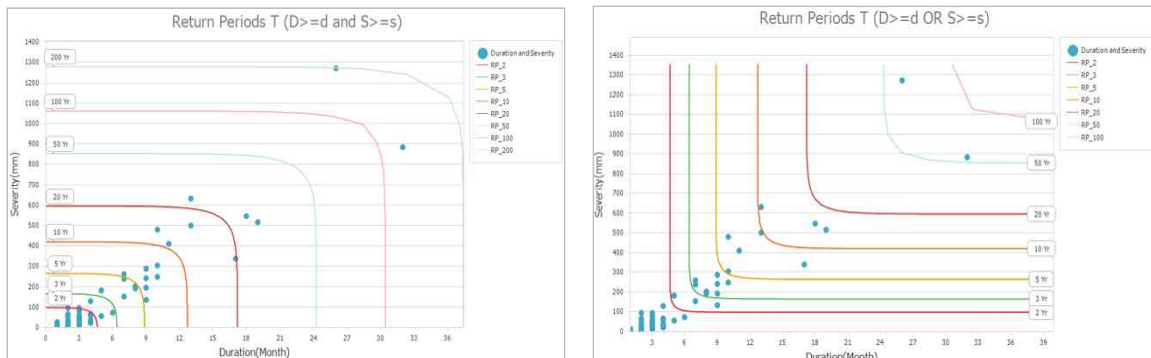 Return Periods T (D>=d and S>=s)
1400
1300
1200
1100
1000
900
800
700
600
500
400
300
200
100
0
Severity(mm)
200 Yr
100 Yr
50 Yr
20 Yr
10 Yr
5 Yr
3 Yr
2 Yr
0 3 6 9 12 15 18 21 24 27 30 33 36
Duration(Month)
Duration and Severity
RP_2
RP_3
RP_5
RP_10
RP_20
RP_50
RP_100
RP_200
Return Periods T (D>=d OR S>=s)
1400
1300
1200
1100
1000
900
800
700
600
500
400
300
200
100
0
Severity(mm)
100 Yr
50 Yr
20 Yr
10 Yr
5 Yr
3 Yr
2 Yr
3 6 9 12 15 18 21 24 27 30 33 36 39
Duration(Month)
Duration and Severity
RP_2
RP_3
RP_5
RP_10
RP_20
RP_50
RP_100